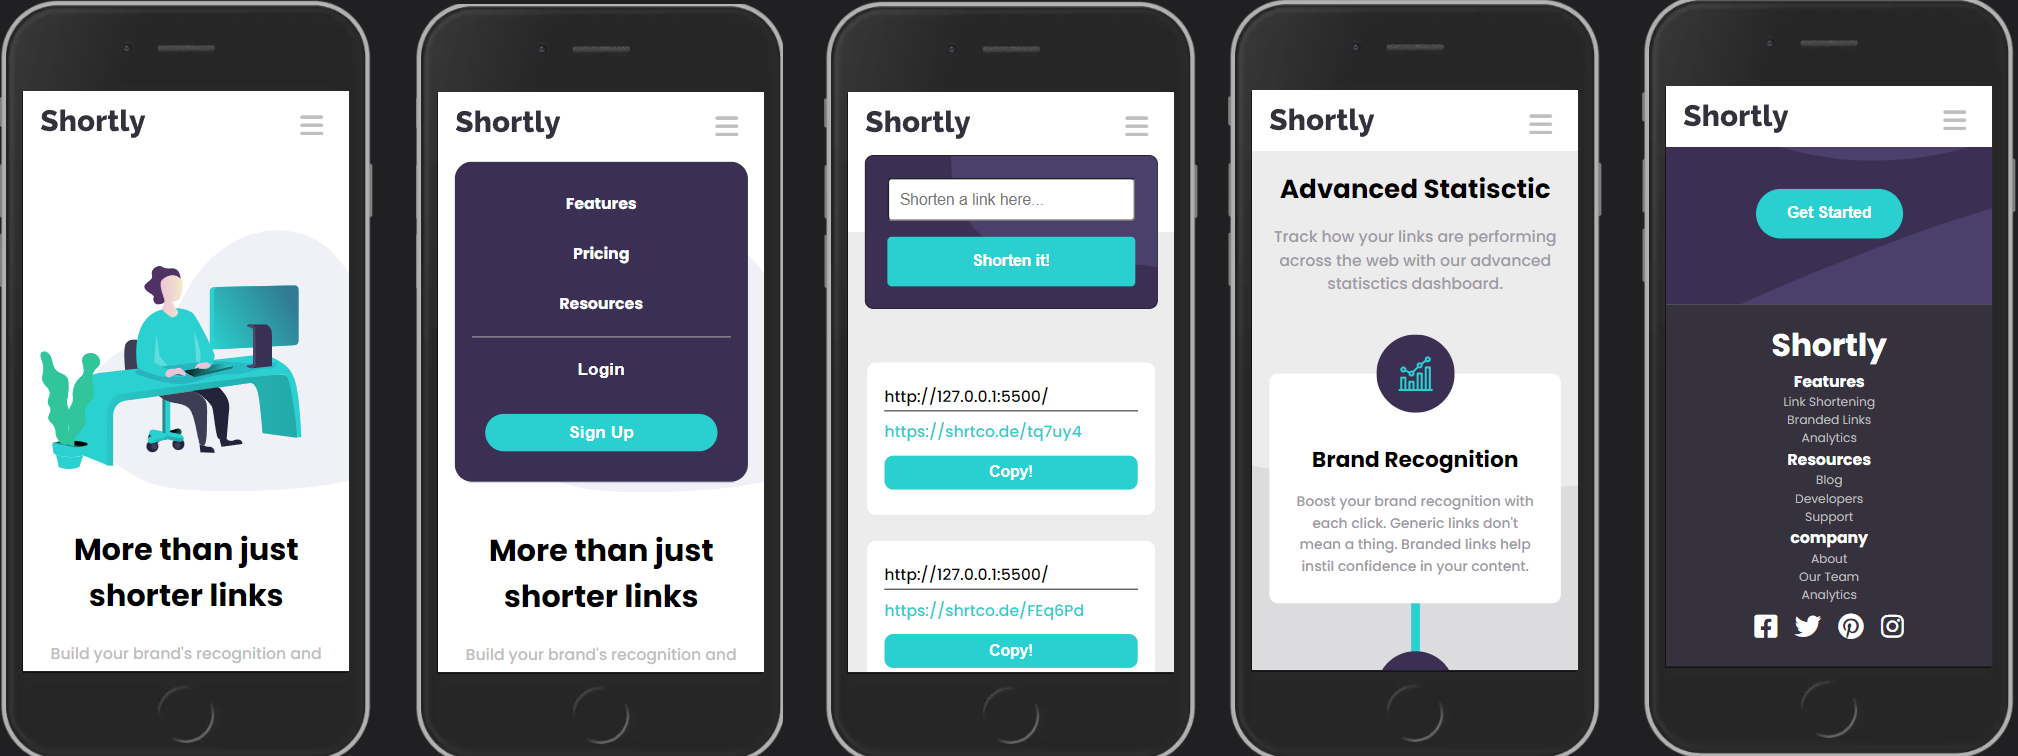 Shortly
More than just
shorter links
Build your brand's recognition and
Shortly
Features
Pricing
Resources
Login
Sign Up
More than just
shorter links
Build your brand's recognition and
Shortly
Shorten a link here...
Shorten it!
http://127.0.0.1:5500/
https://shrtco.de/tq7uy4
Copy!
http://127.0.0.1:5500/
https://shrtco.de/FEq6Pd
Copy!
Shortly
Advanced Statisctic
Track how your links are performing
across the web with our advanced
statisctics dashboard.
Brand Recognition
Boost your brand recognition with
each click. Generic links don't
mean a thing. Branded links help
instil confidence in your content.
Shortly
Get Started
Shortly
Features
Link Shortening
Branded Links
Analytics
Resources
Blog
Developers
Support
company
About
Our Team
Analytics